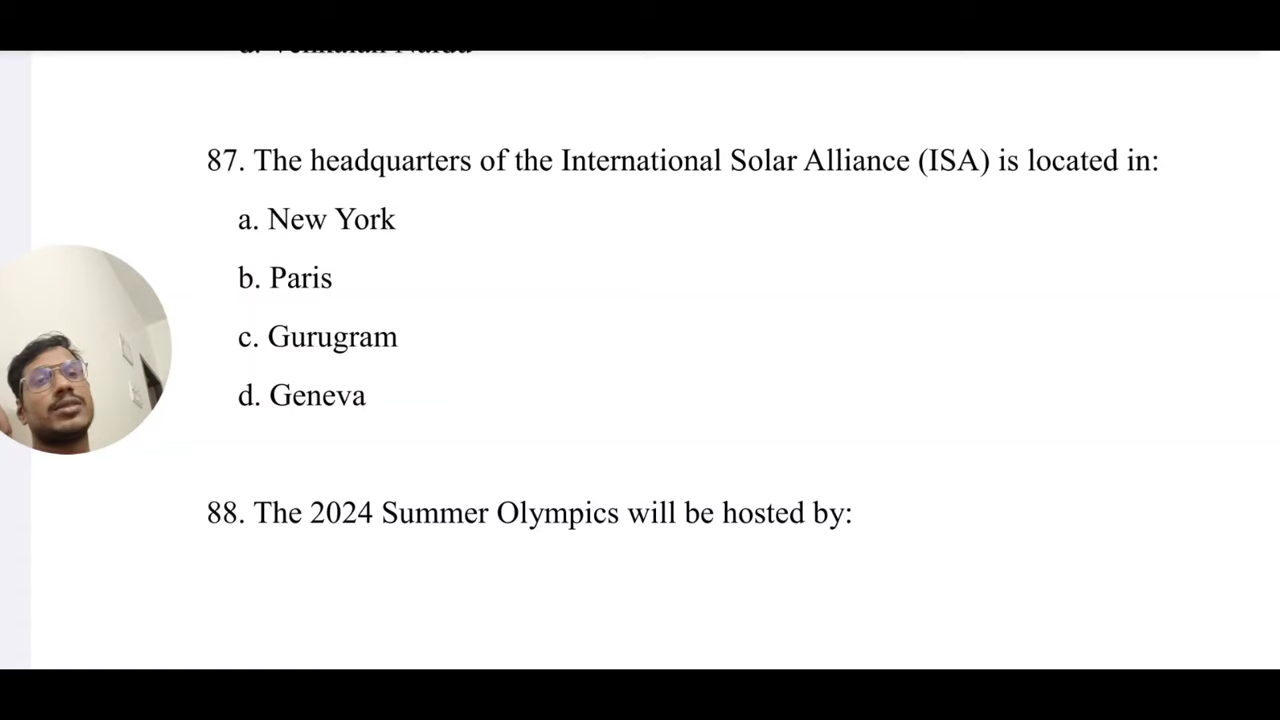 87. The headquarters of the International Solar Alliance (ISA) is located in:
a. New York
b. Paris
c. Gurugram
d. Geneva
88. The 2024 Summer Olympics will be hosted by: